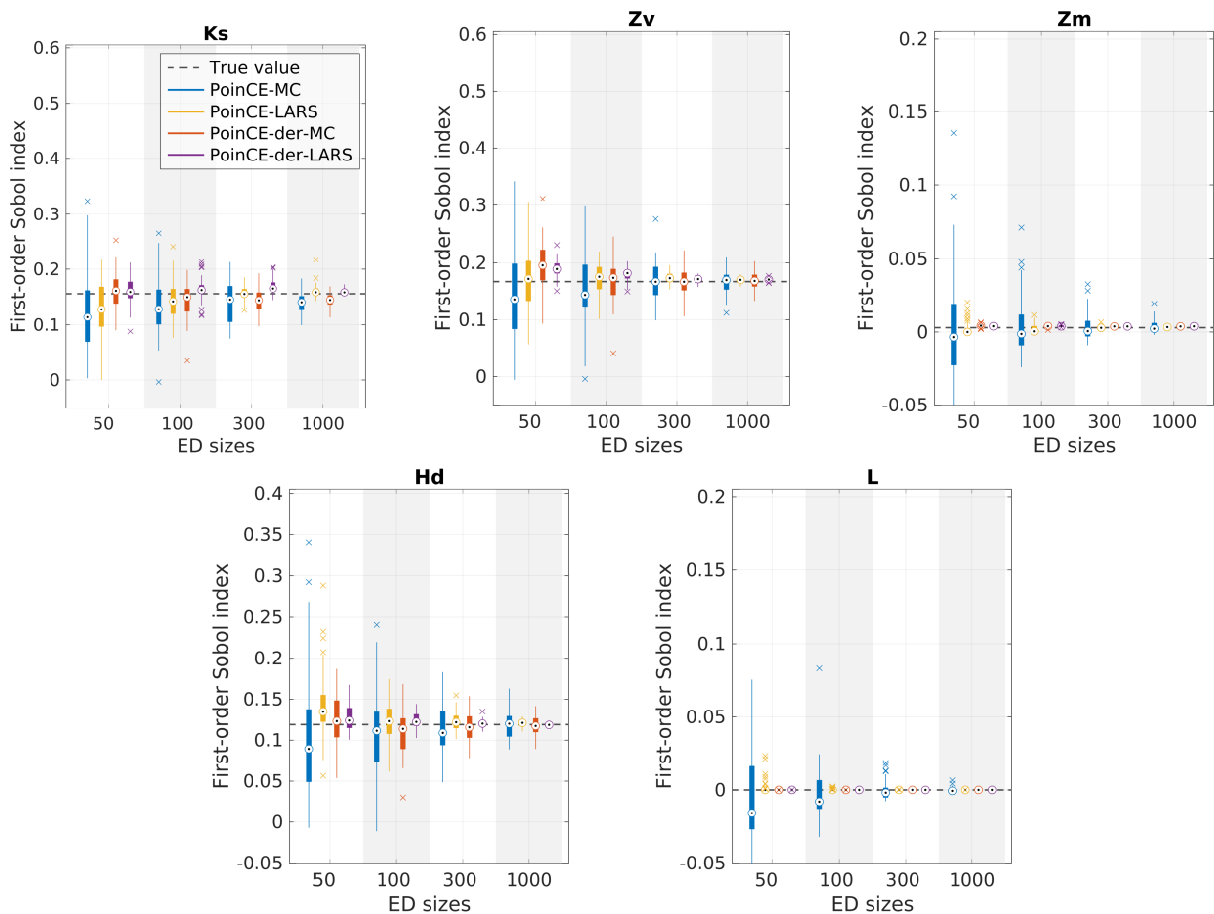 Ks
First-order Sobol index
0.6
0.5
0.4
0.3
0.2
0.1
0
True value
PoinCE-MC
PoinCE-LARS
PoinCE-der-MC
PoinCE-der-LARS
50 100 300 1000
ED sizes
Zv
First-order Sobol index
0.6
0.5
0.4
0.3
0.2
0.1
0
50 100 300 1000
ED sizes
Zm
First-order Sobol index
0.2
0.15
0.1
0.05
0
-0.05
50 100 300 1000
ED sizes
Hd
First-order Sobol index
0.4
0.35
0.3
0.25
0.2
0.15
0.1
0.05
0
-0.05
50 100 300 1000
ED sizes
L
First-order Sobol index
0.2
0.15
0.1
0.05
0
-0.05
50 100 300 1000
ED sizes